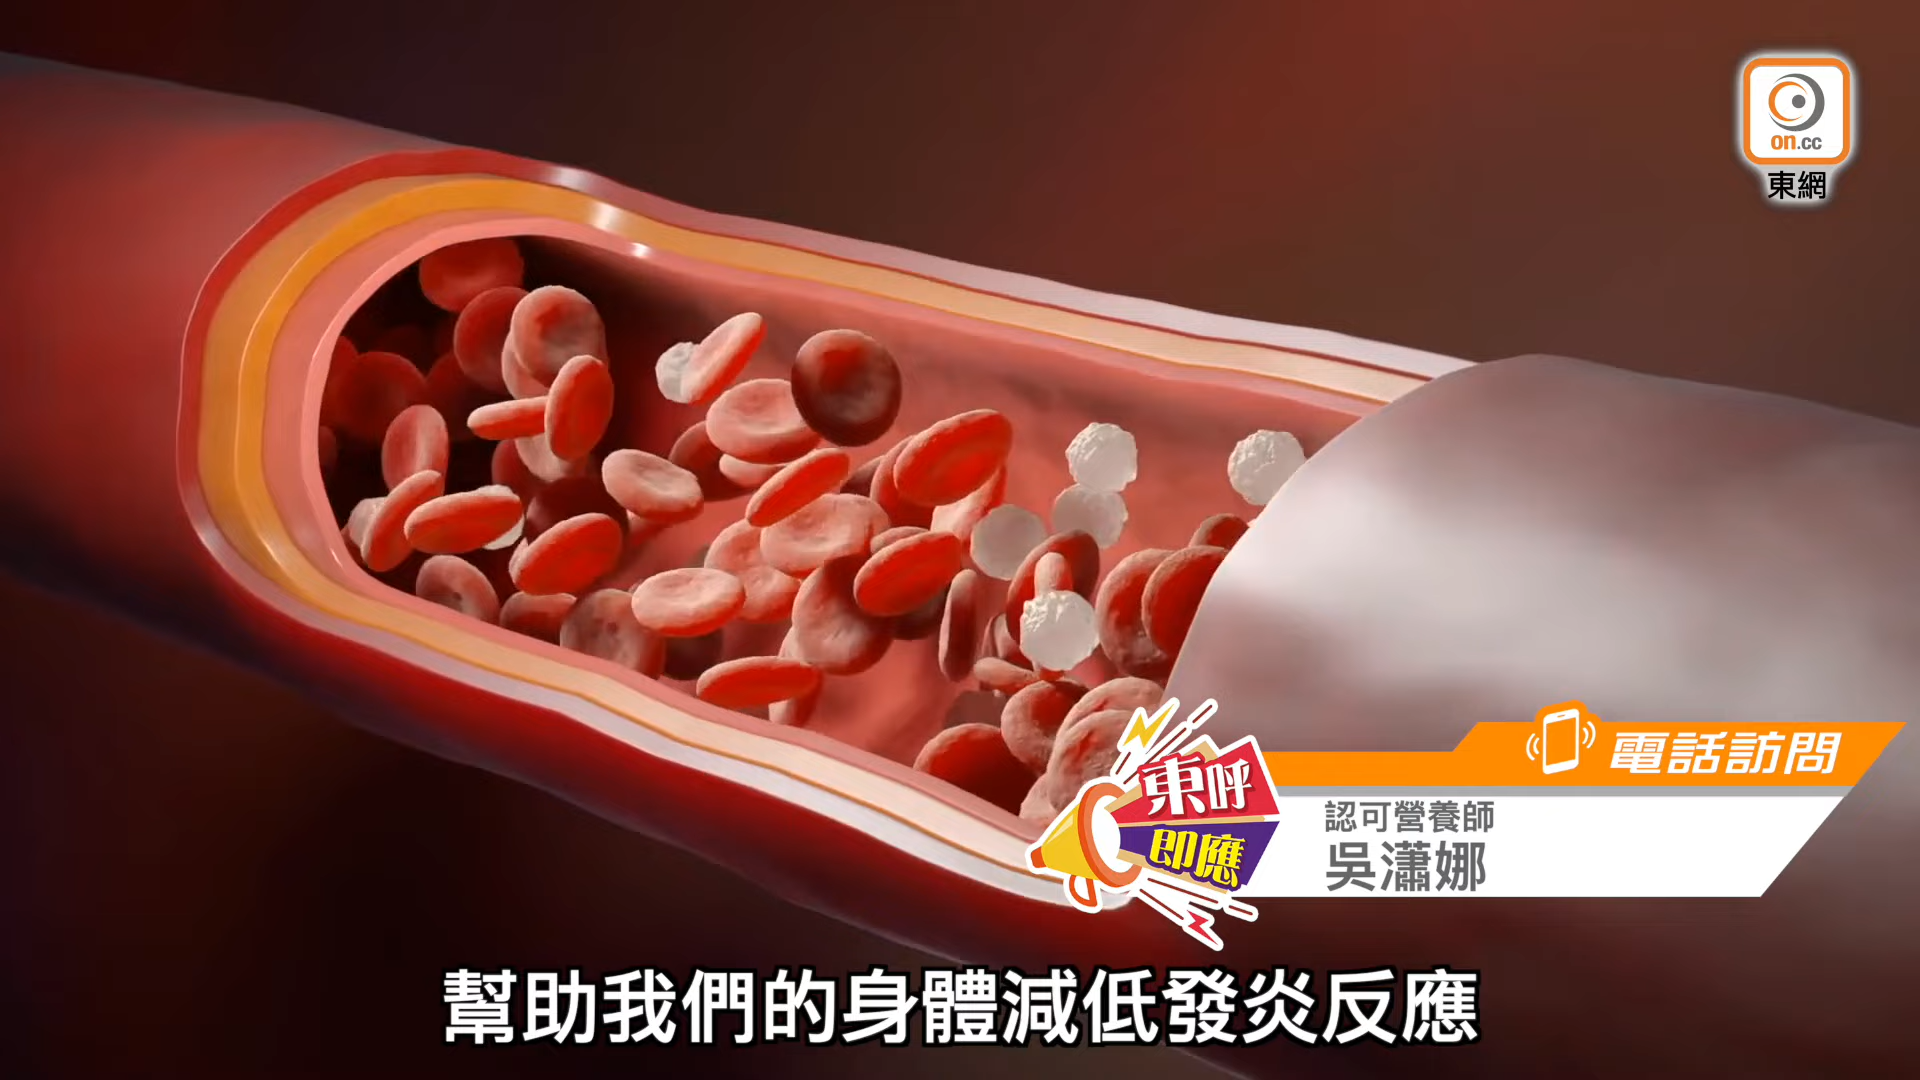 on.cc
東網
電話訪問
東呼
即應
認可營養師
吳瀟娜
幫助我們的身體減低發炎反應